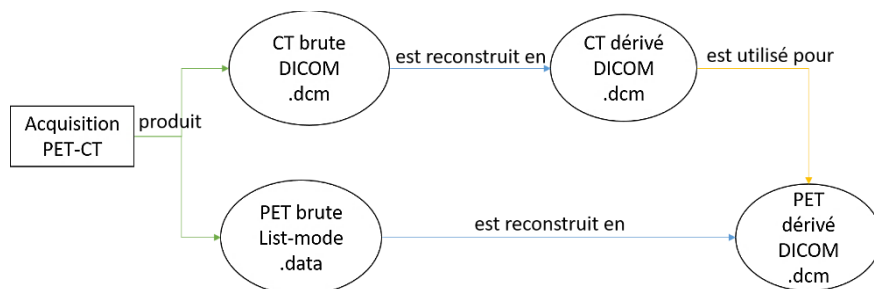 Acquisition
PET-CT
produit
CT brute
DICOM
.dcm
est reconstruit en
CT dérivé
DICOM
.dcm
est utilisé pour
PET brute
List-mode
.data
est reconstruit en
PET
dérivé
DICOM
.dcm